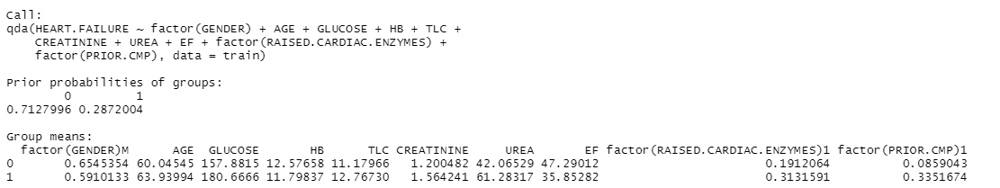 Call:
qda(HEART.FAILURE ~ factor(GENDER) + AGE + GLUCOSE + HB + TLC +
    CREATININE + UREA + EF + factor(RAISED.CARDIAC.ENZYMES) +
    factor(PRIOR.CMP), data = train)

Prior probabilities of groups:
        0         1
0.7127996 0.2872004

Group means:
  factor(GENDER)M      AGE  GLUCOSE       HB      TLC CREATININE     UREA       EF factor(RAISED.CARDIAC.ENZYMES)1 factor(PRIOR.CMP)1
0       0.6545354 60.04545 157.8815 12.57658 11.17966   1.200482 42.06529 47.29012                       0.1912064          0.0859043
1       0.5910133 63.93994 180.6666 11.79837 12.76730   1.564241 61.28317 35.85282                       0.3131591          0.3351674